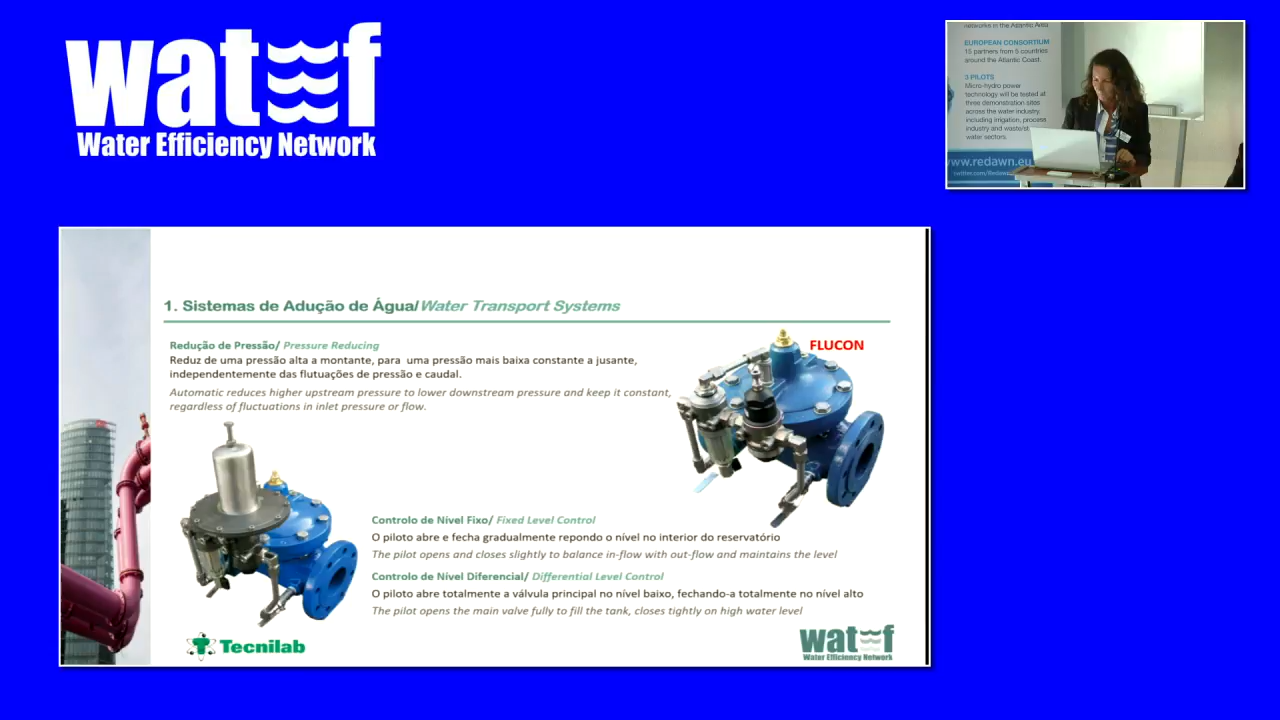 wat f
Water Efficiency Network
networks in the Atlantic Area
EUROPEAN CONSORTIUM
15 partners from 5 countries
around the Atlantic Coast.
3 PILOTS
Micro-hydro power
technology will be tested at
three demonstration sites
across the water industry,
including irrigation, process
industry and waste/
water sectors.
www.redawn.eu
1. Sistemas de Adução de Água/Water Transport Systems
Redução de Pressão/ Pressure Reducing
Reduz de uma pressão alta a montante, para uma pressão mais baixa constante a jusante,
independentemente das flutuações de pressão e caudal.
Automatic reduces higher upstream pressure to lower downstream pressure and keep it constant,
regardless of fluctuations in inlet pressure or flow.
FLUCON
Controlo de Nível Fixo/ Fixed Level Control
O piloto abre e fecha gradualmente repondo o nível no interior do reservatório
The pilot opens and closes slightly to balance in-flow with out-flow and maintains the level
Controlo de Nível Diferencial/ Differential Level Control
O piloto abre totalmente a válvula principal no nível baixo, fechando-a totalmente no nível alto
The pilot opens the main valve fully to fill the tank, closes tightly on high water level
Tecnilab
wat f
Water Efficiency Network